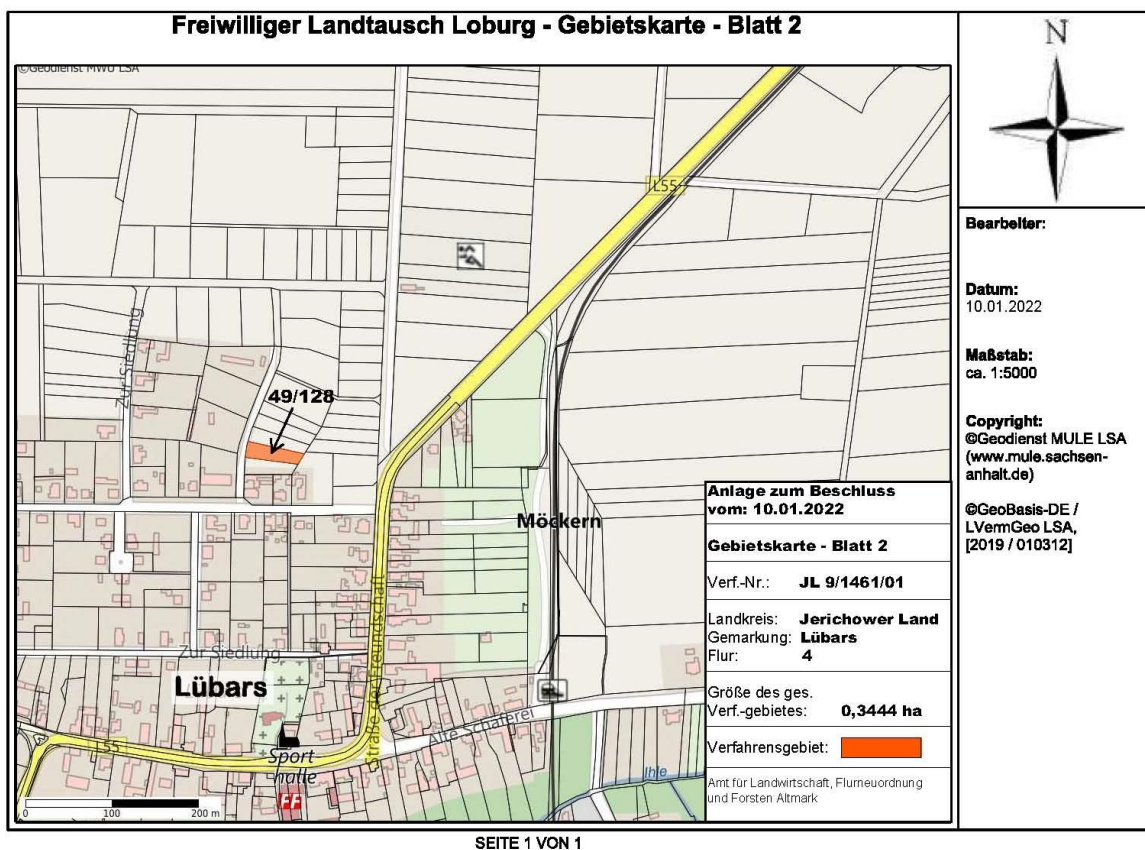 Freiwilliger Landtausch Loburg - Gebietskarte - Blatt 2
©Geodienst MWU LSA
L55
Zur Siedlung
49/128
Möckern
Straße der Freundschaft
Zur Siedlung
Lübars
L55
Sport
halle
FF
Alte Schäferei
Ihle
0 100 200 m
Anlage zum Beschluss
vom: 10.01.2022
Gebietskarte - Blatt 2
Verf.-Nr.: JL 9/1461/01
Landkreis: Jerichower Land
Gemarkung: Lübars
Flur: 4
Größe des ges.
Verf.-gebietes: 0,3444 ha
Verfahrensgebiet:
Amt für Landwirtschaft, Flurneuordnung
und Forsten Altmark
N
Bearbeiter:
Datum:
10.01.2022
Maßstab:
ca. 1:5000
Copyright:
©Geodienst MULE LSA
(www.mule.sachsen-
anhalt.de)
©GeoBasis-DE /
LVermGeo LSA,
[2019 / 010312]
SEITE 1 VON 1